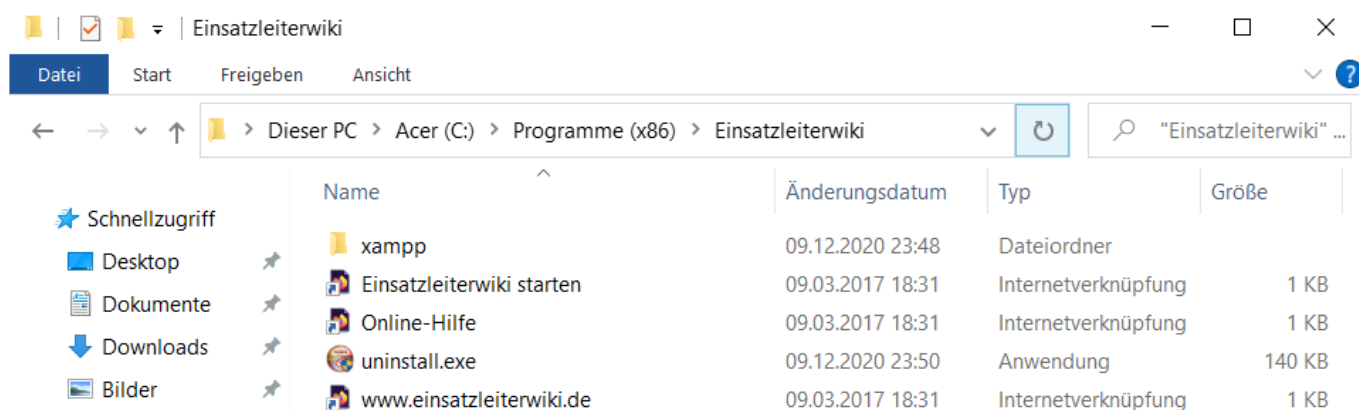 Einsatzleiterwiki
Datei Start Freigeben Ansicht ?
Dieser PC > Acer (C:) > Programme (x86) > Einsatzleiterwiki "Einsatzleiterwiki" ...
Name Änderungsdatum Typ Größe
Schnellzugriff
xampp 09.12.2020 23:48 Dateiordner
Desktop
Einsatzleiterwiki starten 09.03.2017 18:31 Internetverknüpfung 1 KB
Dokumente
Online-Hilfe 09.03.2017 18:31 Internetverknüpfung 1 KB
Downloads
uninstall.exe 09.12.2020 23:50 Anwendung 140 KB
Bilder
www.einsatzleiterwiki.de 09.03.2017 18:31 Internetverknüpfung 1 KB